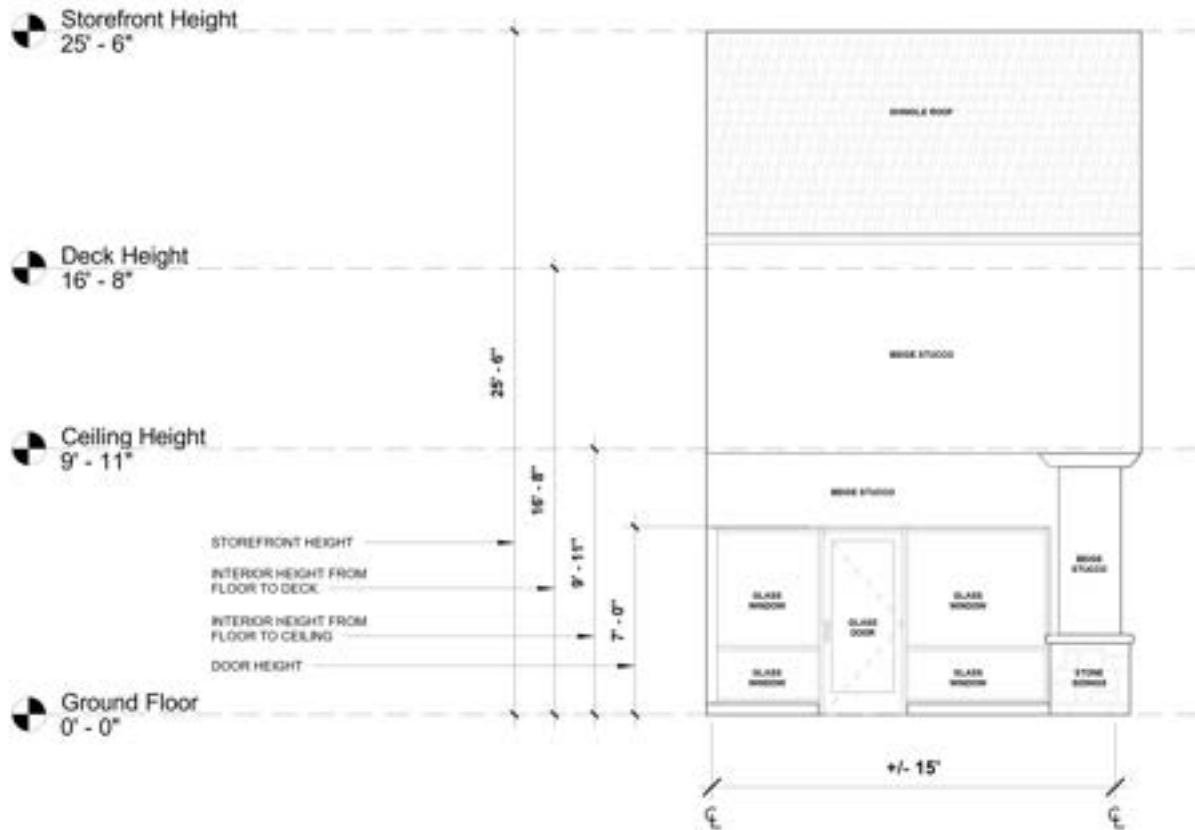 Storefront Height
25' - 6"
SHINGLE ROOF
Deck Height
16' - 8"
BEIGE STUCCO
25' - 6"
Ceiling Height
9' - 11"
16' - 8"
BEIGE STUCCO
9' - 11"
STOREFRONT HEIGHT
INTERIOR HEIGHT FROM
FLOOR TO DECK
BEIGE
STUCCO
GLASS
WINDOW
GLASS
DOOR
GLASS
WINDOW
7' - 0"
INTERIOR HEIGHT FROM
FLOOR TO CEILING
DOOR HEIGHT
GLASS
WINDOW
GLASS
WINDOW
STONE
SIDINGS
Ground Floor
0' - 0"
+/- 15'
℄
℄